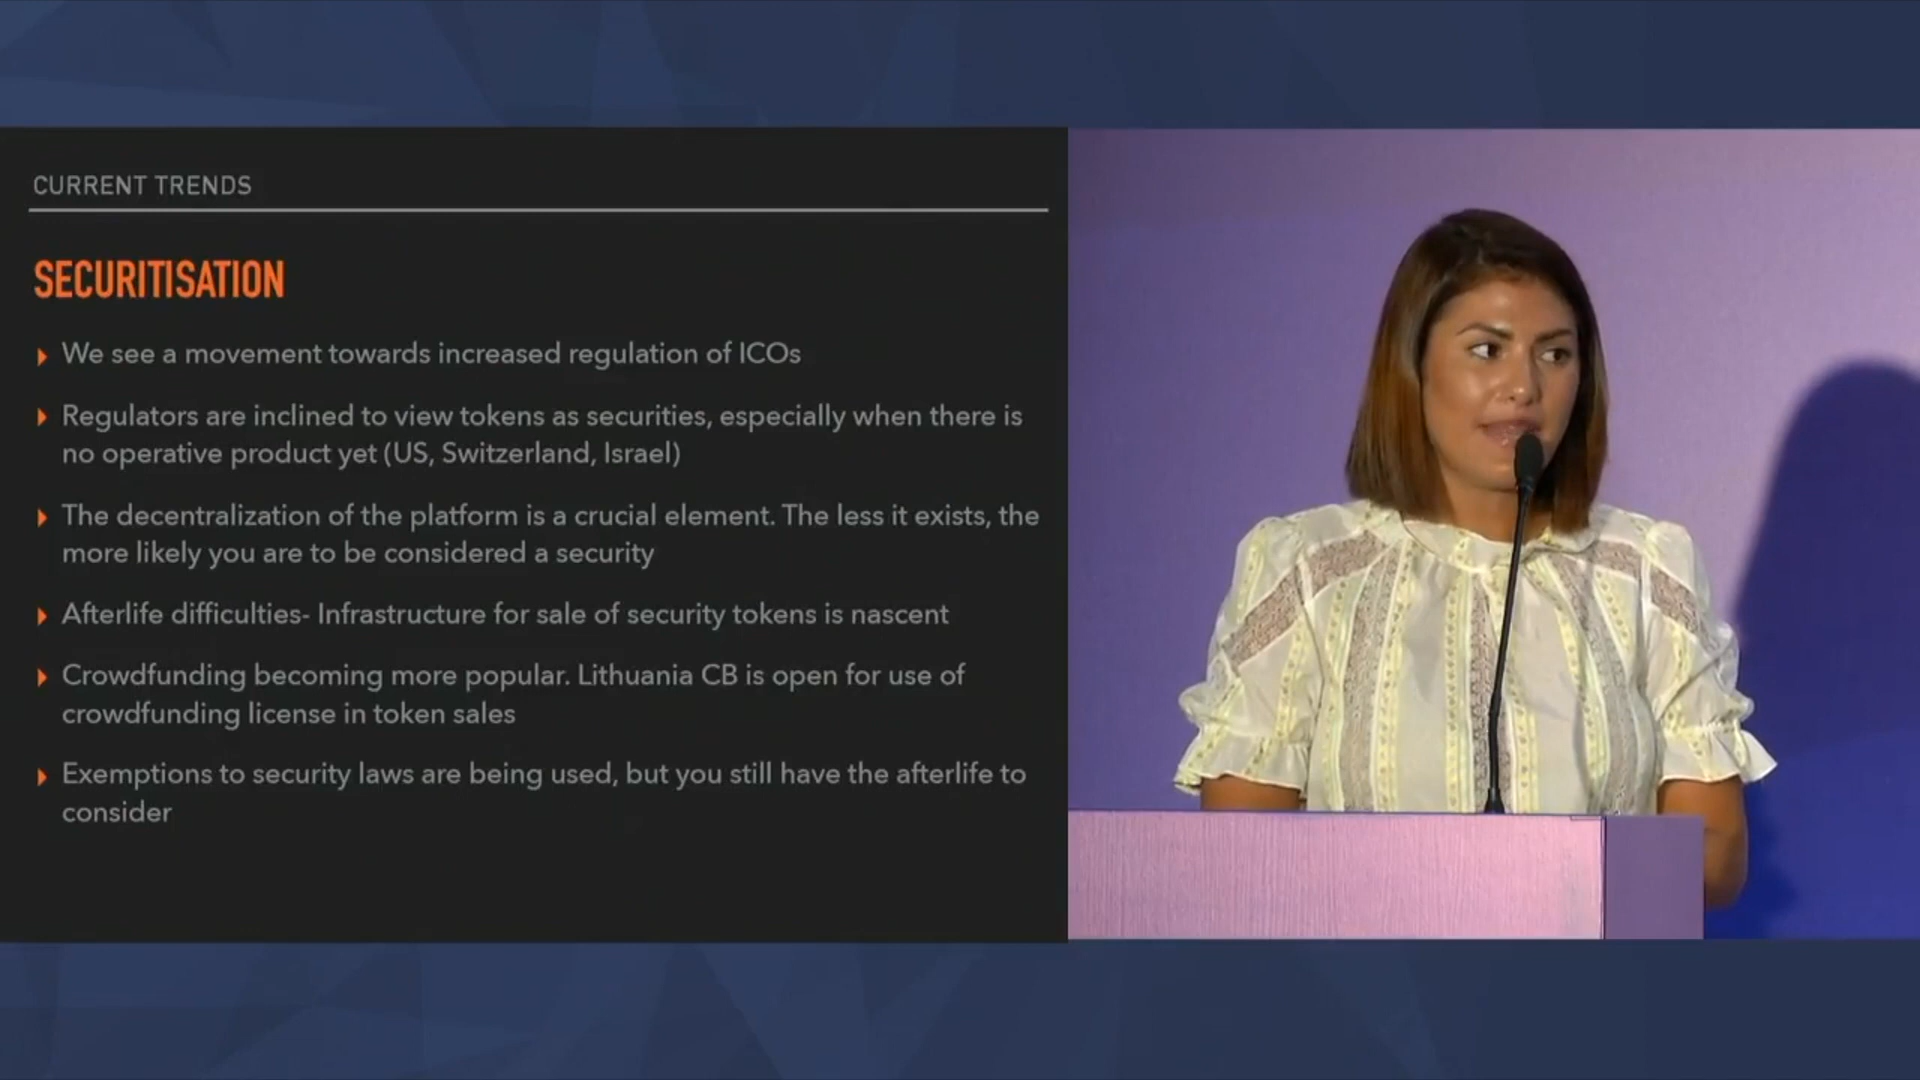 CURRENT TRENDS
SECURITISATION
We see a movement towards increased regulation of ICOs
Regulators are inclined to view tokens as securities, especially when there is
no operative product yet (US, Switzerland, Israel)
The decentralization of the platform is a crucial element. The less it exists, the
more likely you are to be considered a security
Afterlife difficulties- Infrastructure for sale of security tokens is nascent
Crowdfunding becoming more popular. Lithuania CB is open for use of
crowdfunding license in token sales
Exemptions to security laws are being used, but you still have the afterlife to
consider